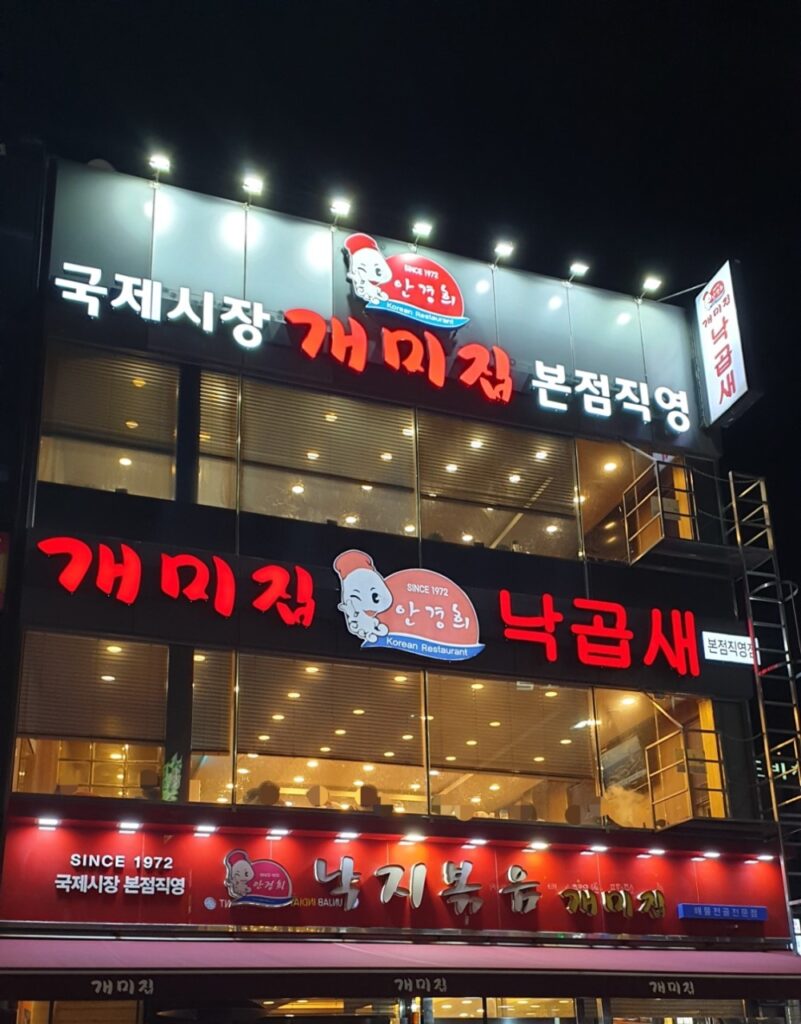 SINCE 1972
안경희
Korean Restaurant
국제시장 개미집 본점직영
개미집 낙곱새
개미집
SINCE 1972
안경희
Korean Restaurant
낙곱새
본점직영점
SINCE 1972
국제시장 본점직영
안경희
낙지볶음 개미집
해물전골전문점
개미집
개미집
개미집